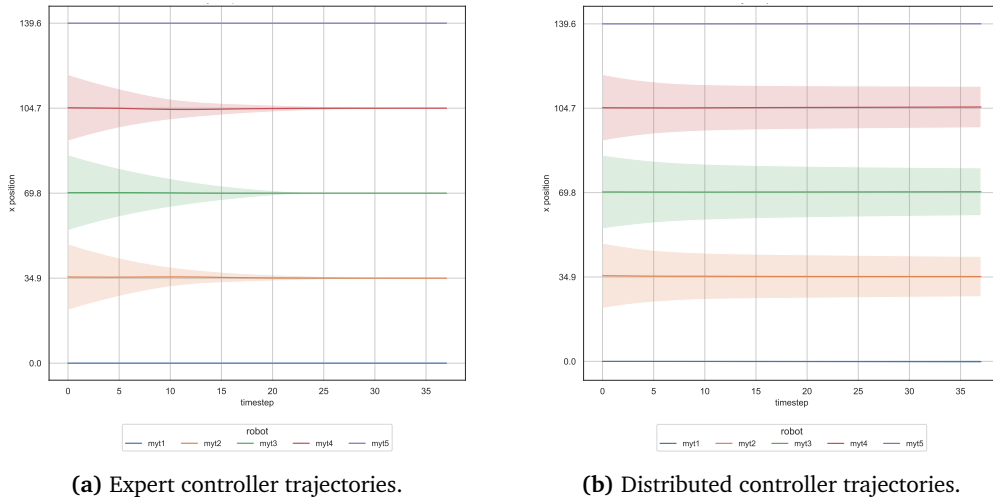 139.6
104.7
69.8
34.9
0.0
x position
0 5 10 15 20 25 30 35
timestep
robot
myt1 myt2 myt3 myt4 myt5
(a) Expert controller trajectories.
139.6
104.7
69.8
34.9
0.0
x position
0 5 10 15 20 25 30 35
timestep
robot
myt1 myt2 myt3 myt4 myt5
(b) Distributed controller trajectories.